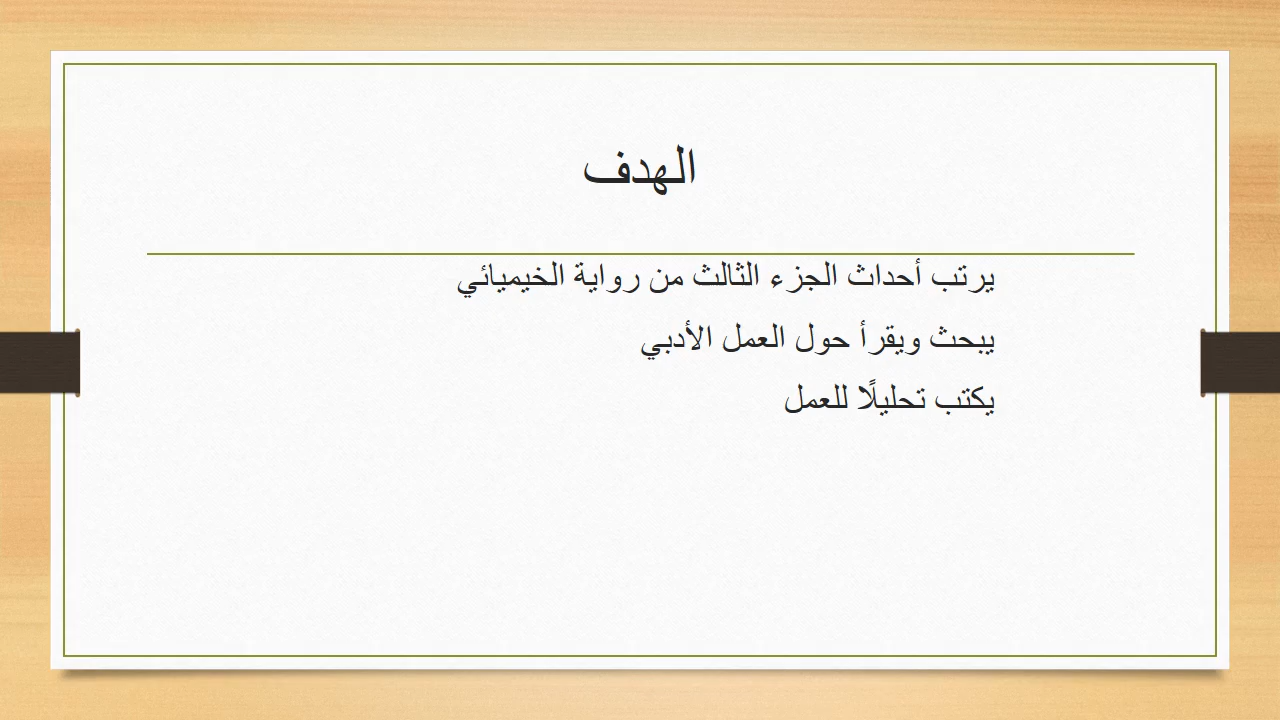 الهدف
يرتب أحداث الجزء الثالث من رواية الخيميائي
يبحث ويقرأ حول العمل الأدبي
يكتب تحليلًا للعمل